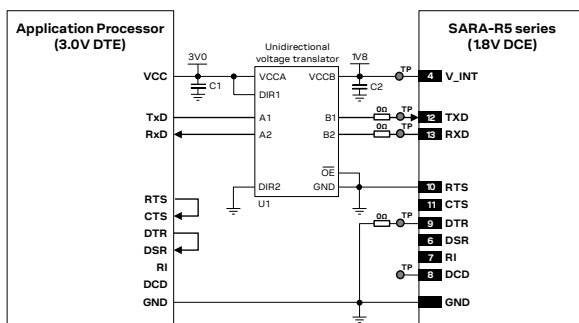 Application Processor
(3.0V DTE)
SARA-R5 series
(1.8V DCE)
Unidirectional
voltage translator
3V0
1V8
TP
VCC
VCCA
VCCB
4
V_INT
C1
C2
DIR1
0Ω
TP
TxD
A1
B1
12
TXD
0Ω
TP
RxD
A2
B2
13
RXD
OE
DIR2
GND
U1
RTS
10
RTS
CTS
11
CTS
0Ω
TP
DTR
9
DTR
DSR
6
DSR
RI
7
RI
TP
DCD
8
DCD
GND
GND